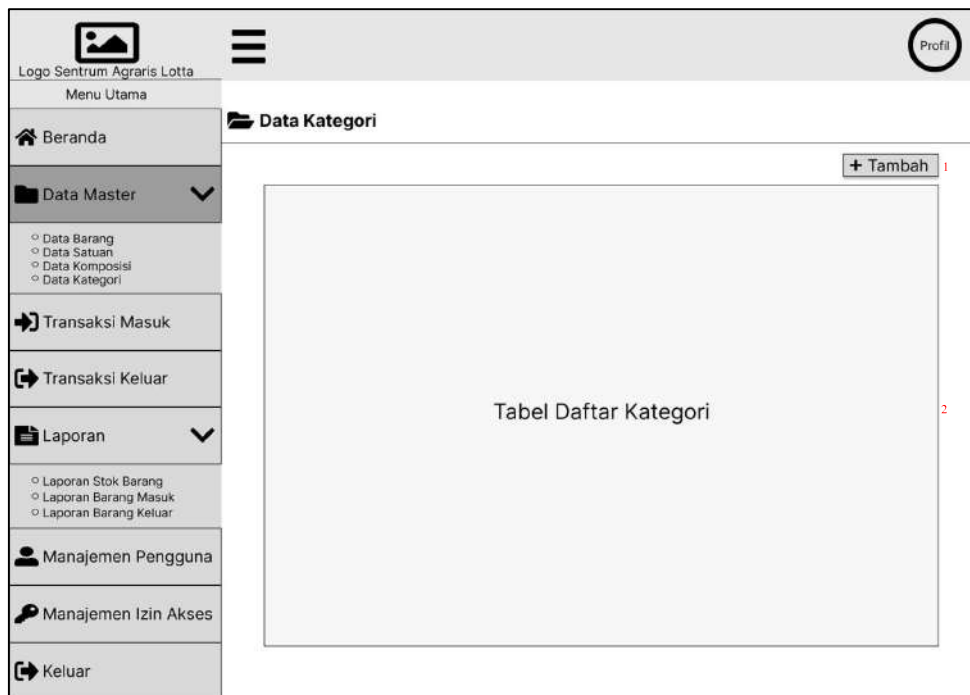 Logo Sentrum Agraris Lotta
Profil
Menu Utama
Beranda
Data Master
Data Barang
Data Satuan
Data Komposisi
Data Kategori
Transaksi Masuk
Transaksi Keluar
Laporan
Laporan Stok Barang
Laporan Barang Masuk
Laporan Barang Keluar
Manajemen Pengguna
Manajemen Izin Akses
Keluar
Data Kategori
+ Tambah 1
Tabel Daftar Kategori 2